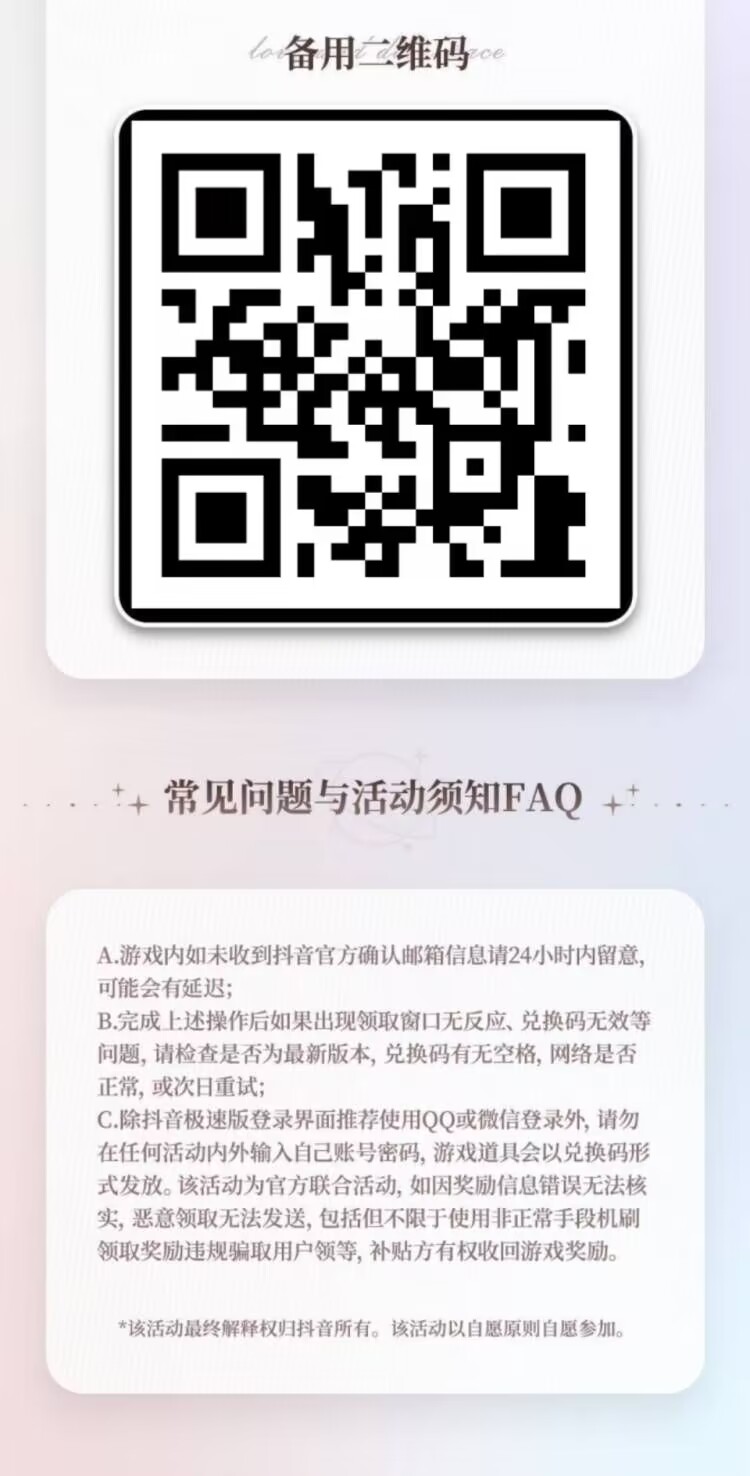 备用二维码
常见问题与活动须知FAQ
A.游戏内如未收到抖音官方确认邮箱信息请24小时内留意,
可能会有延迟;
B.完成上述操作后如果出现领取窗口无反应、兑换码无效等
问题, 请检查是否为最新版本, 兑换码有无空格, 网络是否
正常, 或次日重试;
C.除抖音极速版登录界面推荐使用QQ或微信登录外, 请勿
在任何活动内外输入自己账号密码, 游戏道具会以兑换码形
式发放。该活动为官方联合活动, 如因奖励信息错误无法核
实, 恶意领取无法发送, 包括但不限于使用非正常手段机刷
领取奖励违规骗取用户领等, 补贴方有权收回游戏奖励。
*该活动最终解释权归抖音所有。该活动以自愿原则自愿参加。